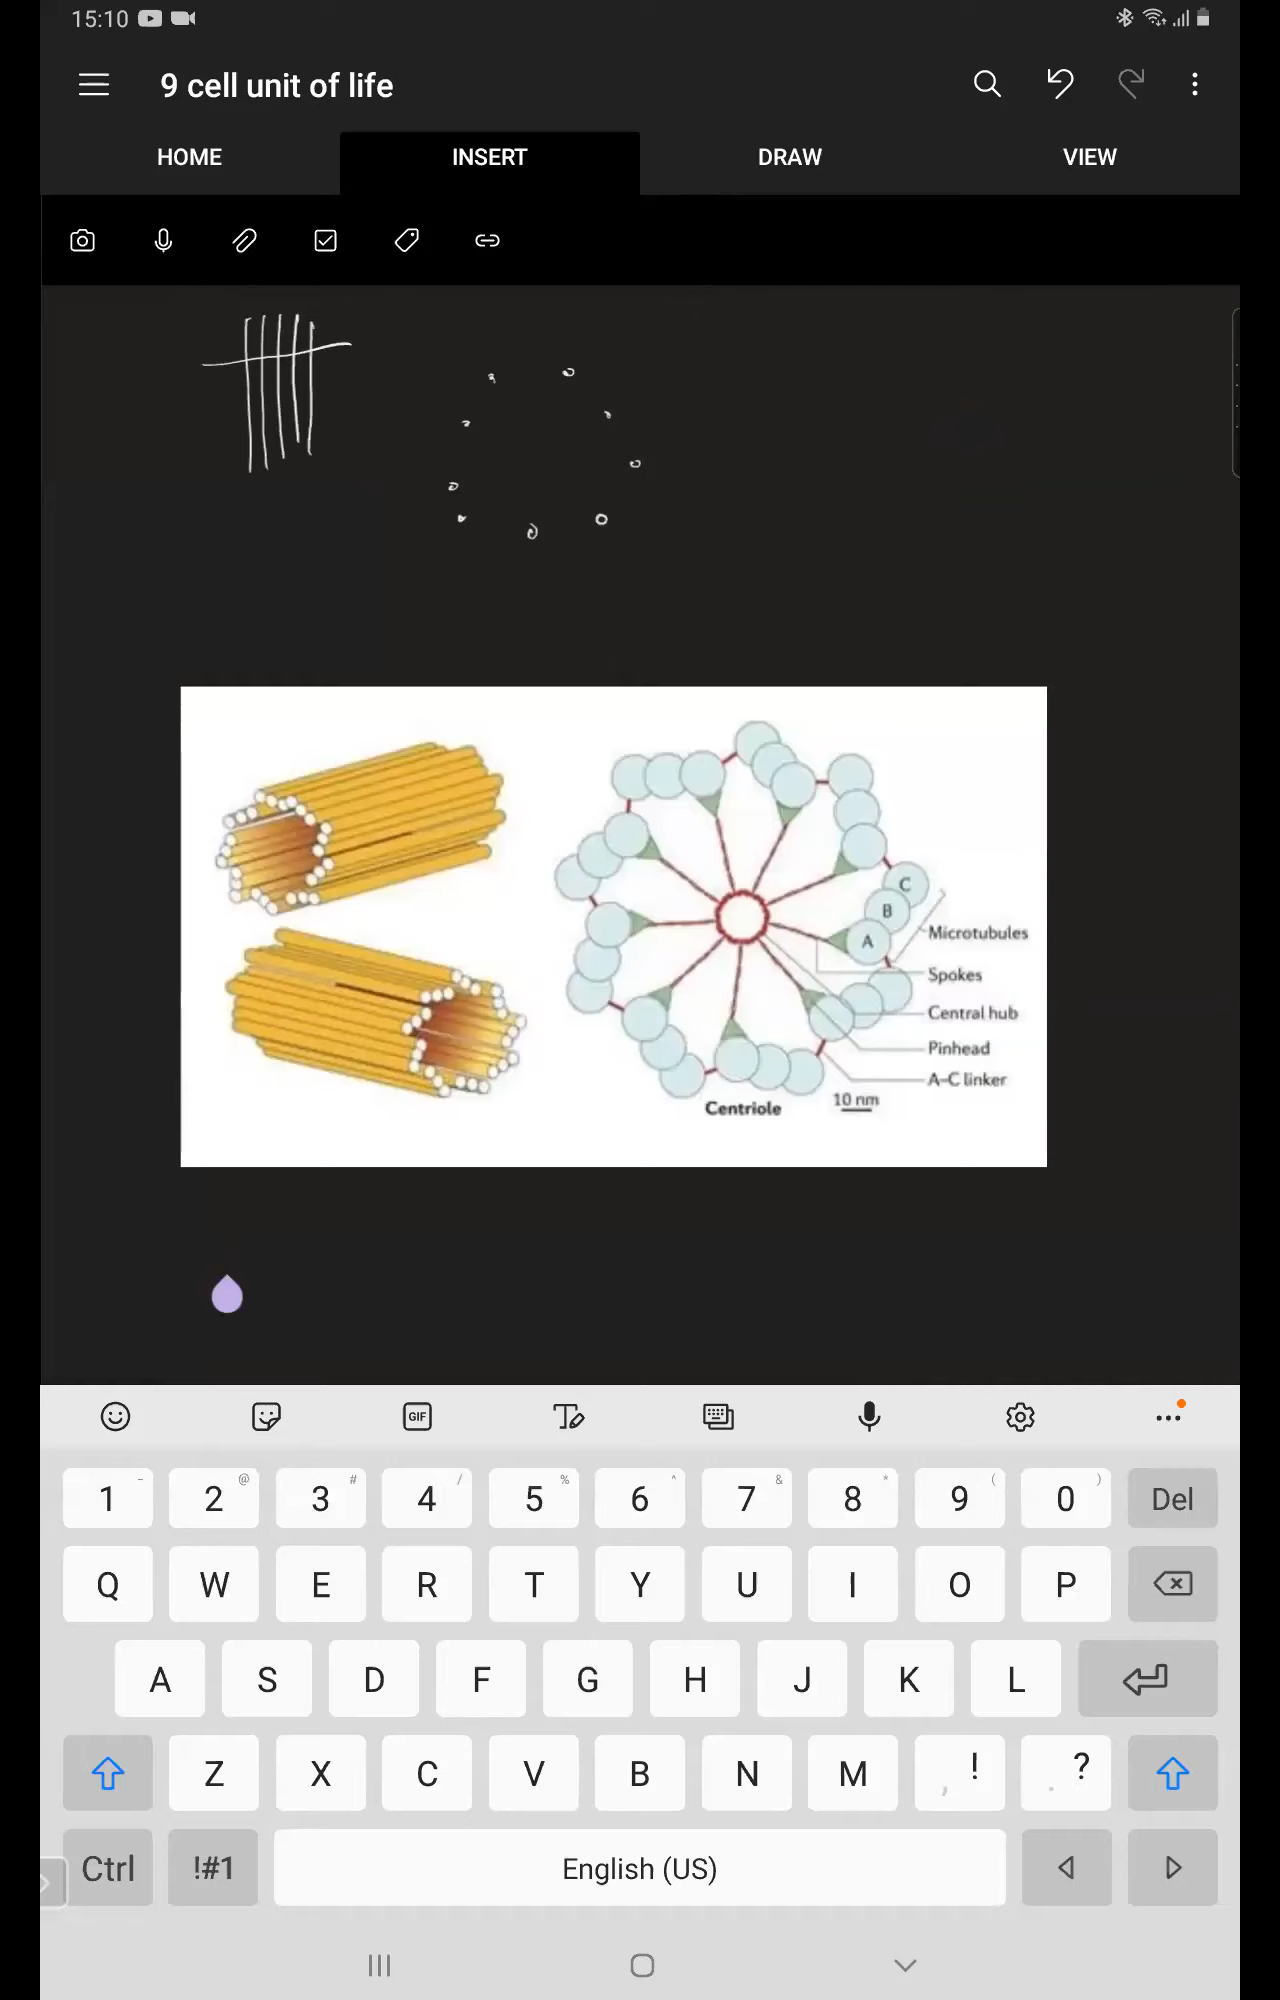 15:10
9 cell unit of life
HOME INSERT DRAW VIEW
C
B
A
Microtubules
Spokes
Central hub
Pinhead
A-C linker
Centriole
10 nm
GIF
1 - 2 @ 3 # 4 / 5 % 6 ^ 7 & 8 * 9 ( 0 ) Del
Q W E R T Y U I O P
A S D F G H J K L
Z X C V B N M , ! . ?
Ctrl !#1 English (US)